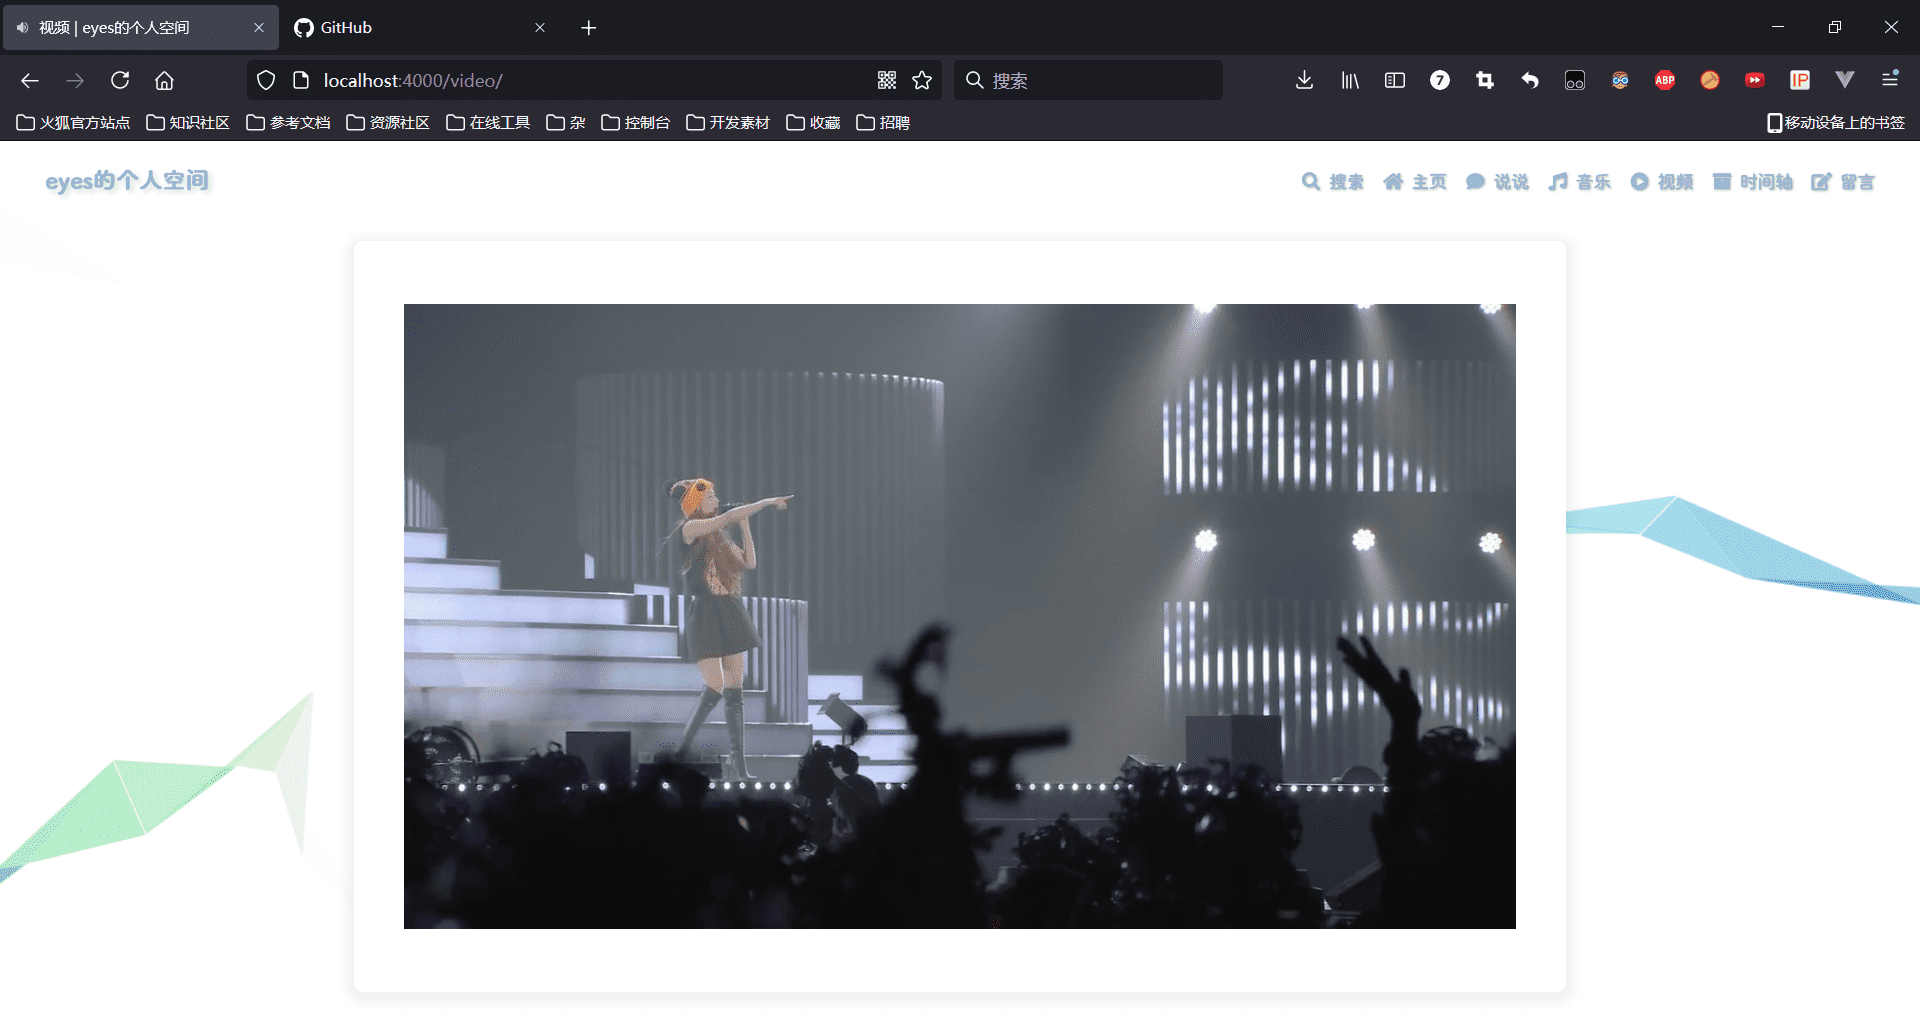 视频 | eyes的个人空间
GitHub
localhost:4000/video/
搜索
7
ABP
IP
火狐官方站点 知识社区 参考文档 资源社区 在线工具 杂 控制台 开发素材 收藏 招聘 移动设备上的书签
eyes的个人空间
搜索 主页 说说 音乐 视频 时间轴 留言